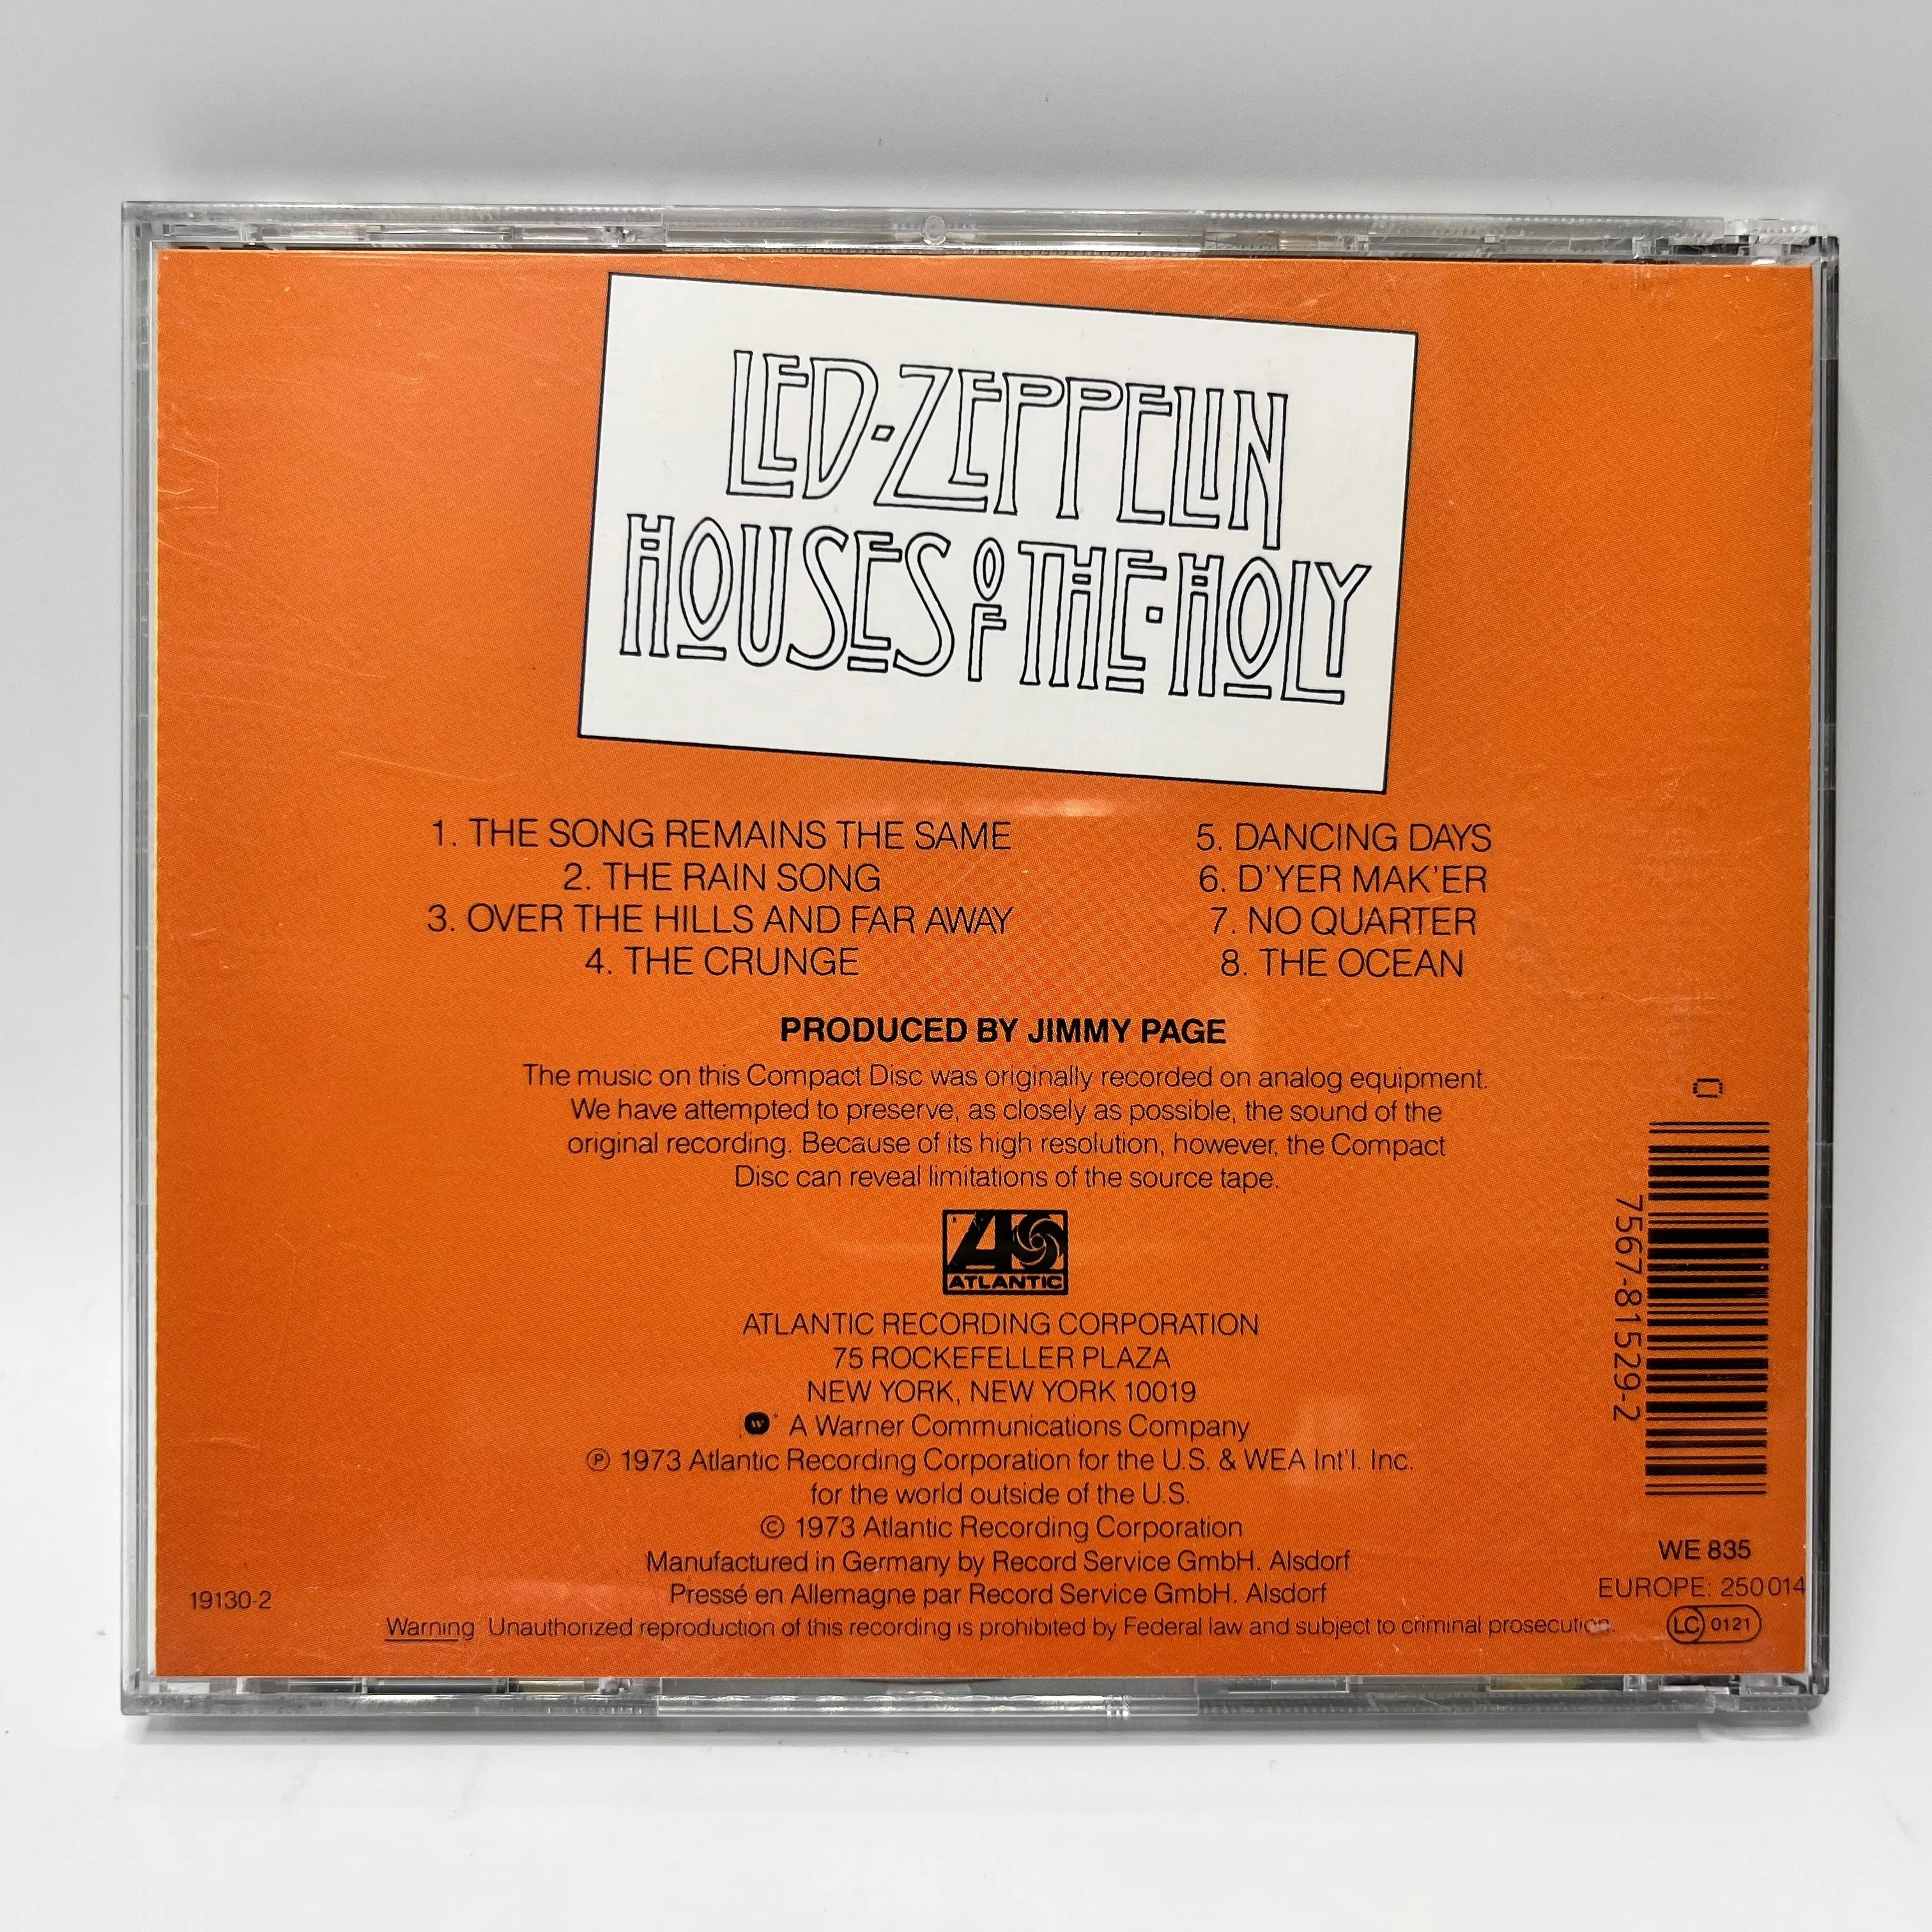 LED·ZEPPELIN
HOUSES OF THE·HOLY
1. THE SONG REMAINS THE SAME
2. THE RAIN SONG
3. OVER THE HILLS AND FAR AWAY
4. THE CRUNGE
5. DANCING DAYS
6. D'YER MAK'ER
7. NO QUARTER
8. THE OCEAN
PRODUCED BY JIMMY PAGE
The music on this Compact Disc was originally recorded on analog equipment.
We have attempted to preserve, as closely as possible, the sound of the
original recording. Because of its high resolution, however, the Compact
Disc can reveal limitations of the source tape.
ATLANTIC
ATLANTIC RECORDING CORPORATION
75 ROCKEFELLER PLAZA
NEW YORK, NEW YORK 10019
A Warner Communications Company
℗ 1973 Atlantic Recording Corporation for the U.S. & WEA Int'l. Inc.
for the world outside of the U.S.
© 1973 Atlantic Recording Corporation
Manufactured in Germany by Record Service GmbH. Alsdorf
Pressé en Allemagne par Record Service GmbH. Alsdorf
Warning Unauthorized reproduction of this recording is prohibited by Federal law and subject to criminal prosecution.
19130-2
0
7567-81529-2
WE 835
EUROPE: 250 014
LC 0121